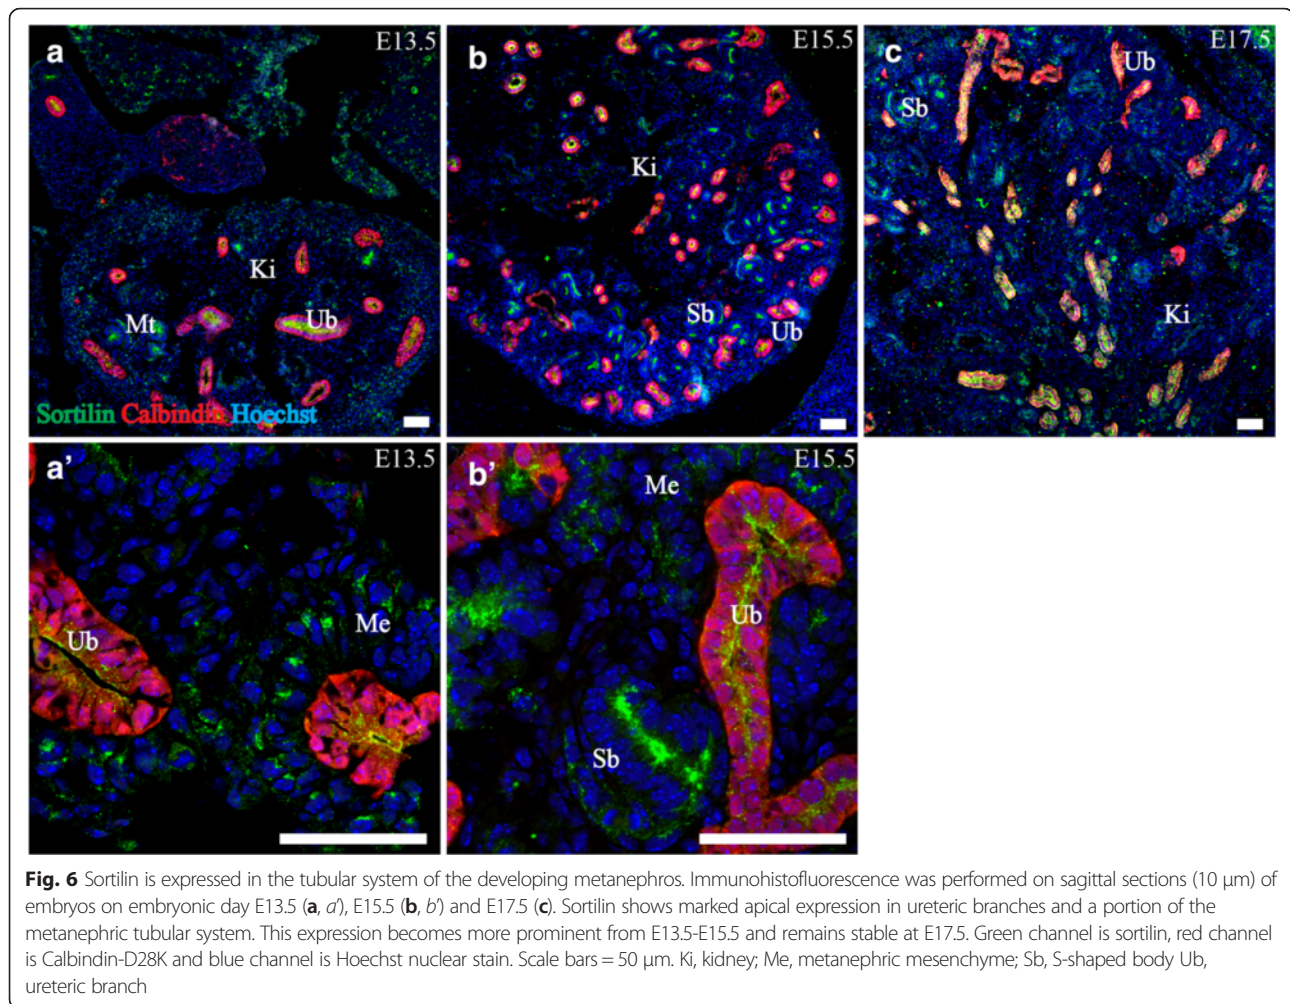 a
E13.5
Ki
Mt
Ub
Sortilin Calbindin Hoechst
b
E15.5
Ki
Sb
Ub
c
E17.5
Ub
Sb
Ki
a’
E13.5
Ub
Me
b’
E15.5
Me
Ub
Sb
Fig. 6 Sortilin is expressed in the tubular system of the developing metanephros. Immunohistofluorescence was performed on sagittal sections (10 μm) of
embryos on embryonic day E13.5 (a, a′), E15.5 (b, b′) and E17.5 (c). Sortilin shows marked apical expression in ureteric branches and a portion of the
metanephric tubular system. This expression becomes more prominent from E13.5-E15.5 and remains stable at E17.5. Green channel is sortilin, red channel
is Calbindin-D28K and blue channel is Hoechst nuclear stain. Scale bars = 50 μm. Ki, kidney; Me, metanephric mesenchyme; Sb, S-shaped body Ub,
ureteric branch